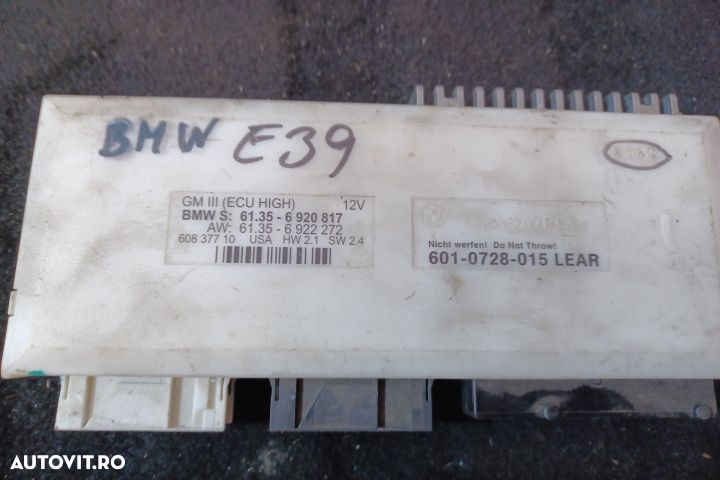 BMW E39
GM III (ECU HIGH) 12V
BMW S: 61.35 - 6 920 817
AW: 61.35 - 6 922 272
608 377 10 USA HW 2.1 SW 2.4
Nicht werfen! Do Not Throw!
601-0728-015 LEAR
AUTOVIT.RO